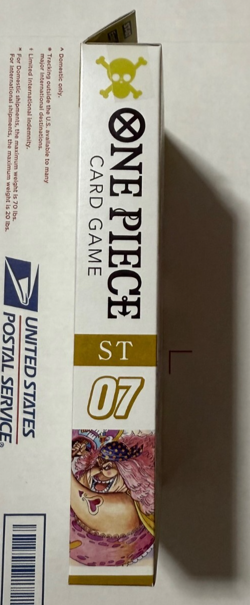 ONE PIECE
CARD GAME
ST
07
* Domestic only.
* Tracking outside the U.S. available to many
major international destinations.
‡ Limited international indemnity.
* For Domestic shipments, the maximum weight is 70 lbs.
For international shipments, the maximum weight is 20 lbs.
UNITED STATES
POSTAL SERVICE®